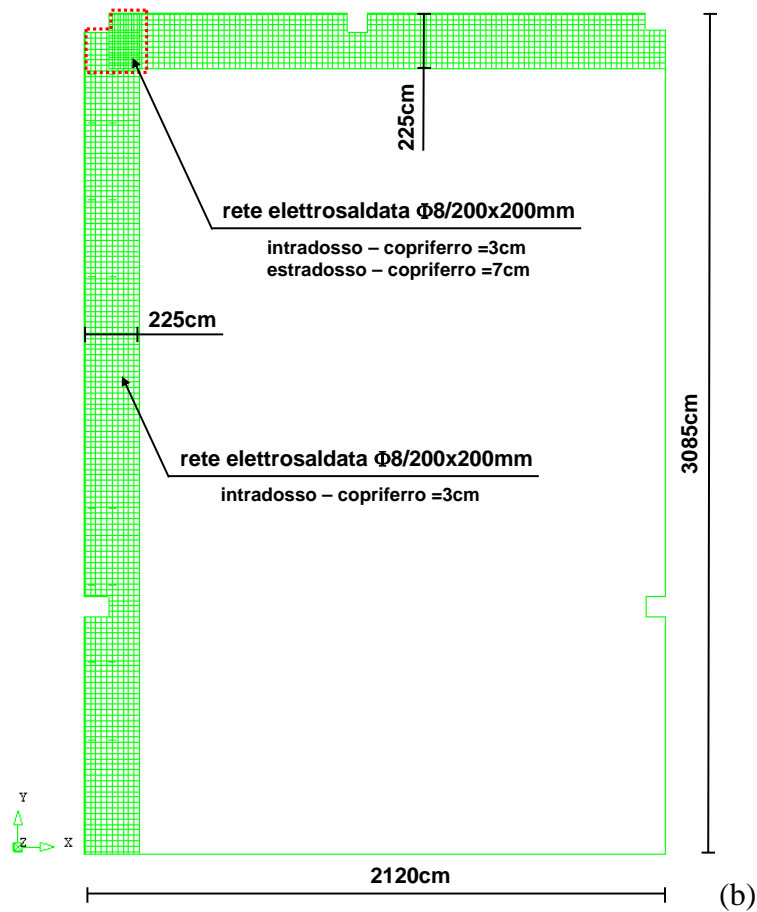 225cm
rete elettrosaldata Φ8/200x200mm
intradosso – copriferro =3cm
estradosso – copriferro =7cm
225cm
3085cm
rete elettrosaldata Φ8/200x200mm
intradosso – copriferro =3cm
Y
Z X
2120cm
(b)